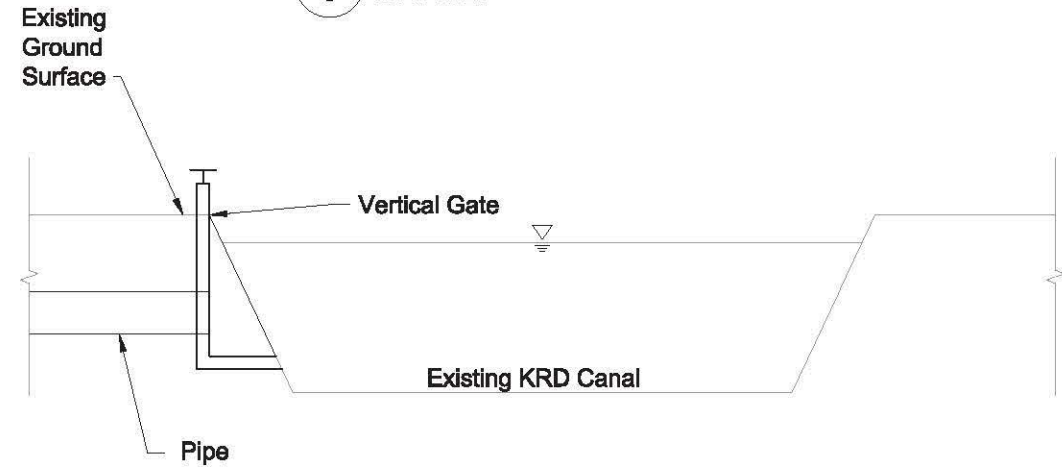 Existing
Ground
Surface
Vertical Gate
Existing KRD Canal
Pipe